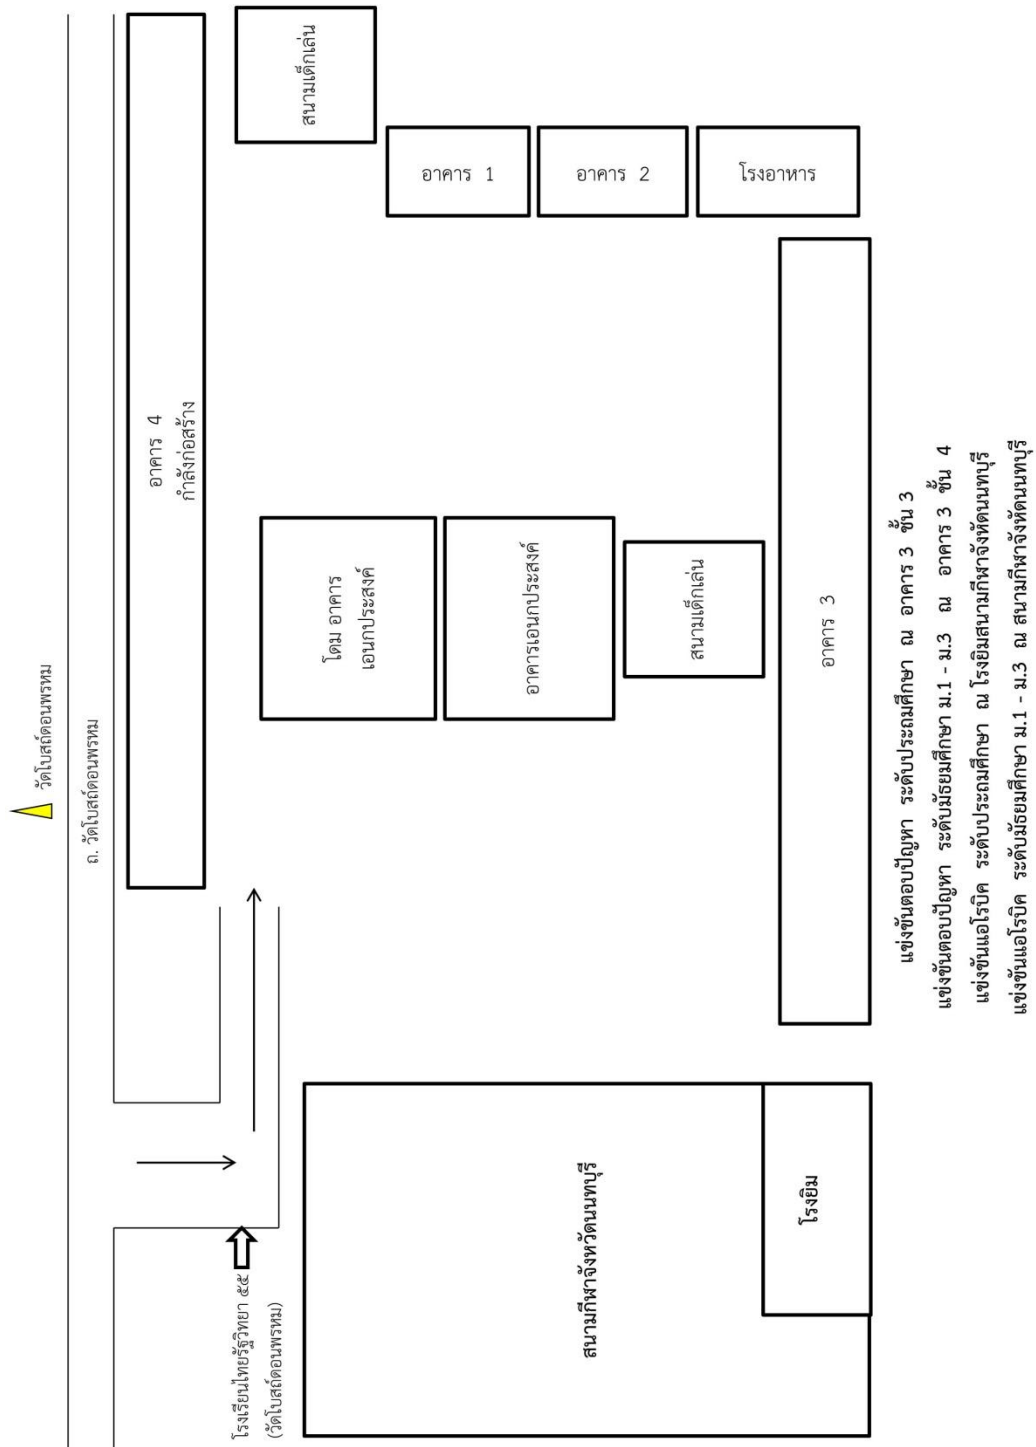 วัดโบสถ์ดอนพรหม
ถ. วัดโบสถ์ดอนพรหม
อาคาร 4
กำลังก่อสร้าง
สนามเด็กเล่น
อาคาร 1
อาคาร 2
โรงอาหาร
โดม อาคาร
เอนกประสงค์
อาคารเอนกประสงค์
สนามเด็กเล่น
อาคาร 3
โรงเรียนไทยรัฐวิทยา ๕๕
(วัดโบสถ์ดอนพรหม)
สนามกีฬาจังหวัดนนทบุรี
โรงยิม
แข่งขันตอบปัญหา ระดับประถมศึกษา ณ อาคาร 3 ชั้น 3
แข่งขันตอบปัญหา ระดับมัธยมศึกษา ม.1 - ม.3 ณ อาคาร 3 ชั้น 4
แข่งขันแอโรบิค ระดับประถมศึกษา ณ โรงยิมสนามกีฬาจังหัดนนทบุรี
แข่งขันแอโรบิค ระดับมัธยมศึกษา ม.1 - ม.3 ณ สนามกีฬาจังหัดนนทบุรี